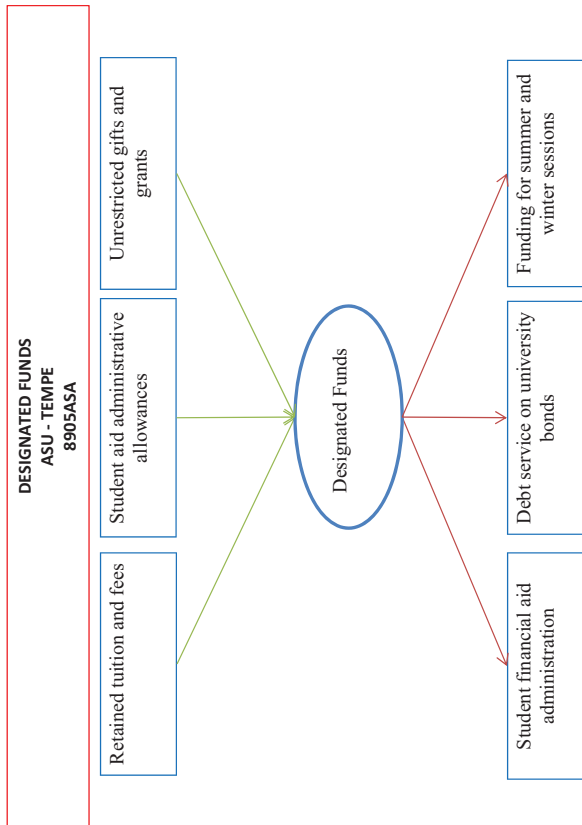 DESIGNATED FUNDS
ASU - TEMPE
8905ASA
Retained tuition and fees
Student aid administrative
allowances
Unrestricted gifts and
grants
Designated Funds
Student financial aid
administration
Debt service on university
bonds
Funding for summer and
winter sessions